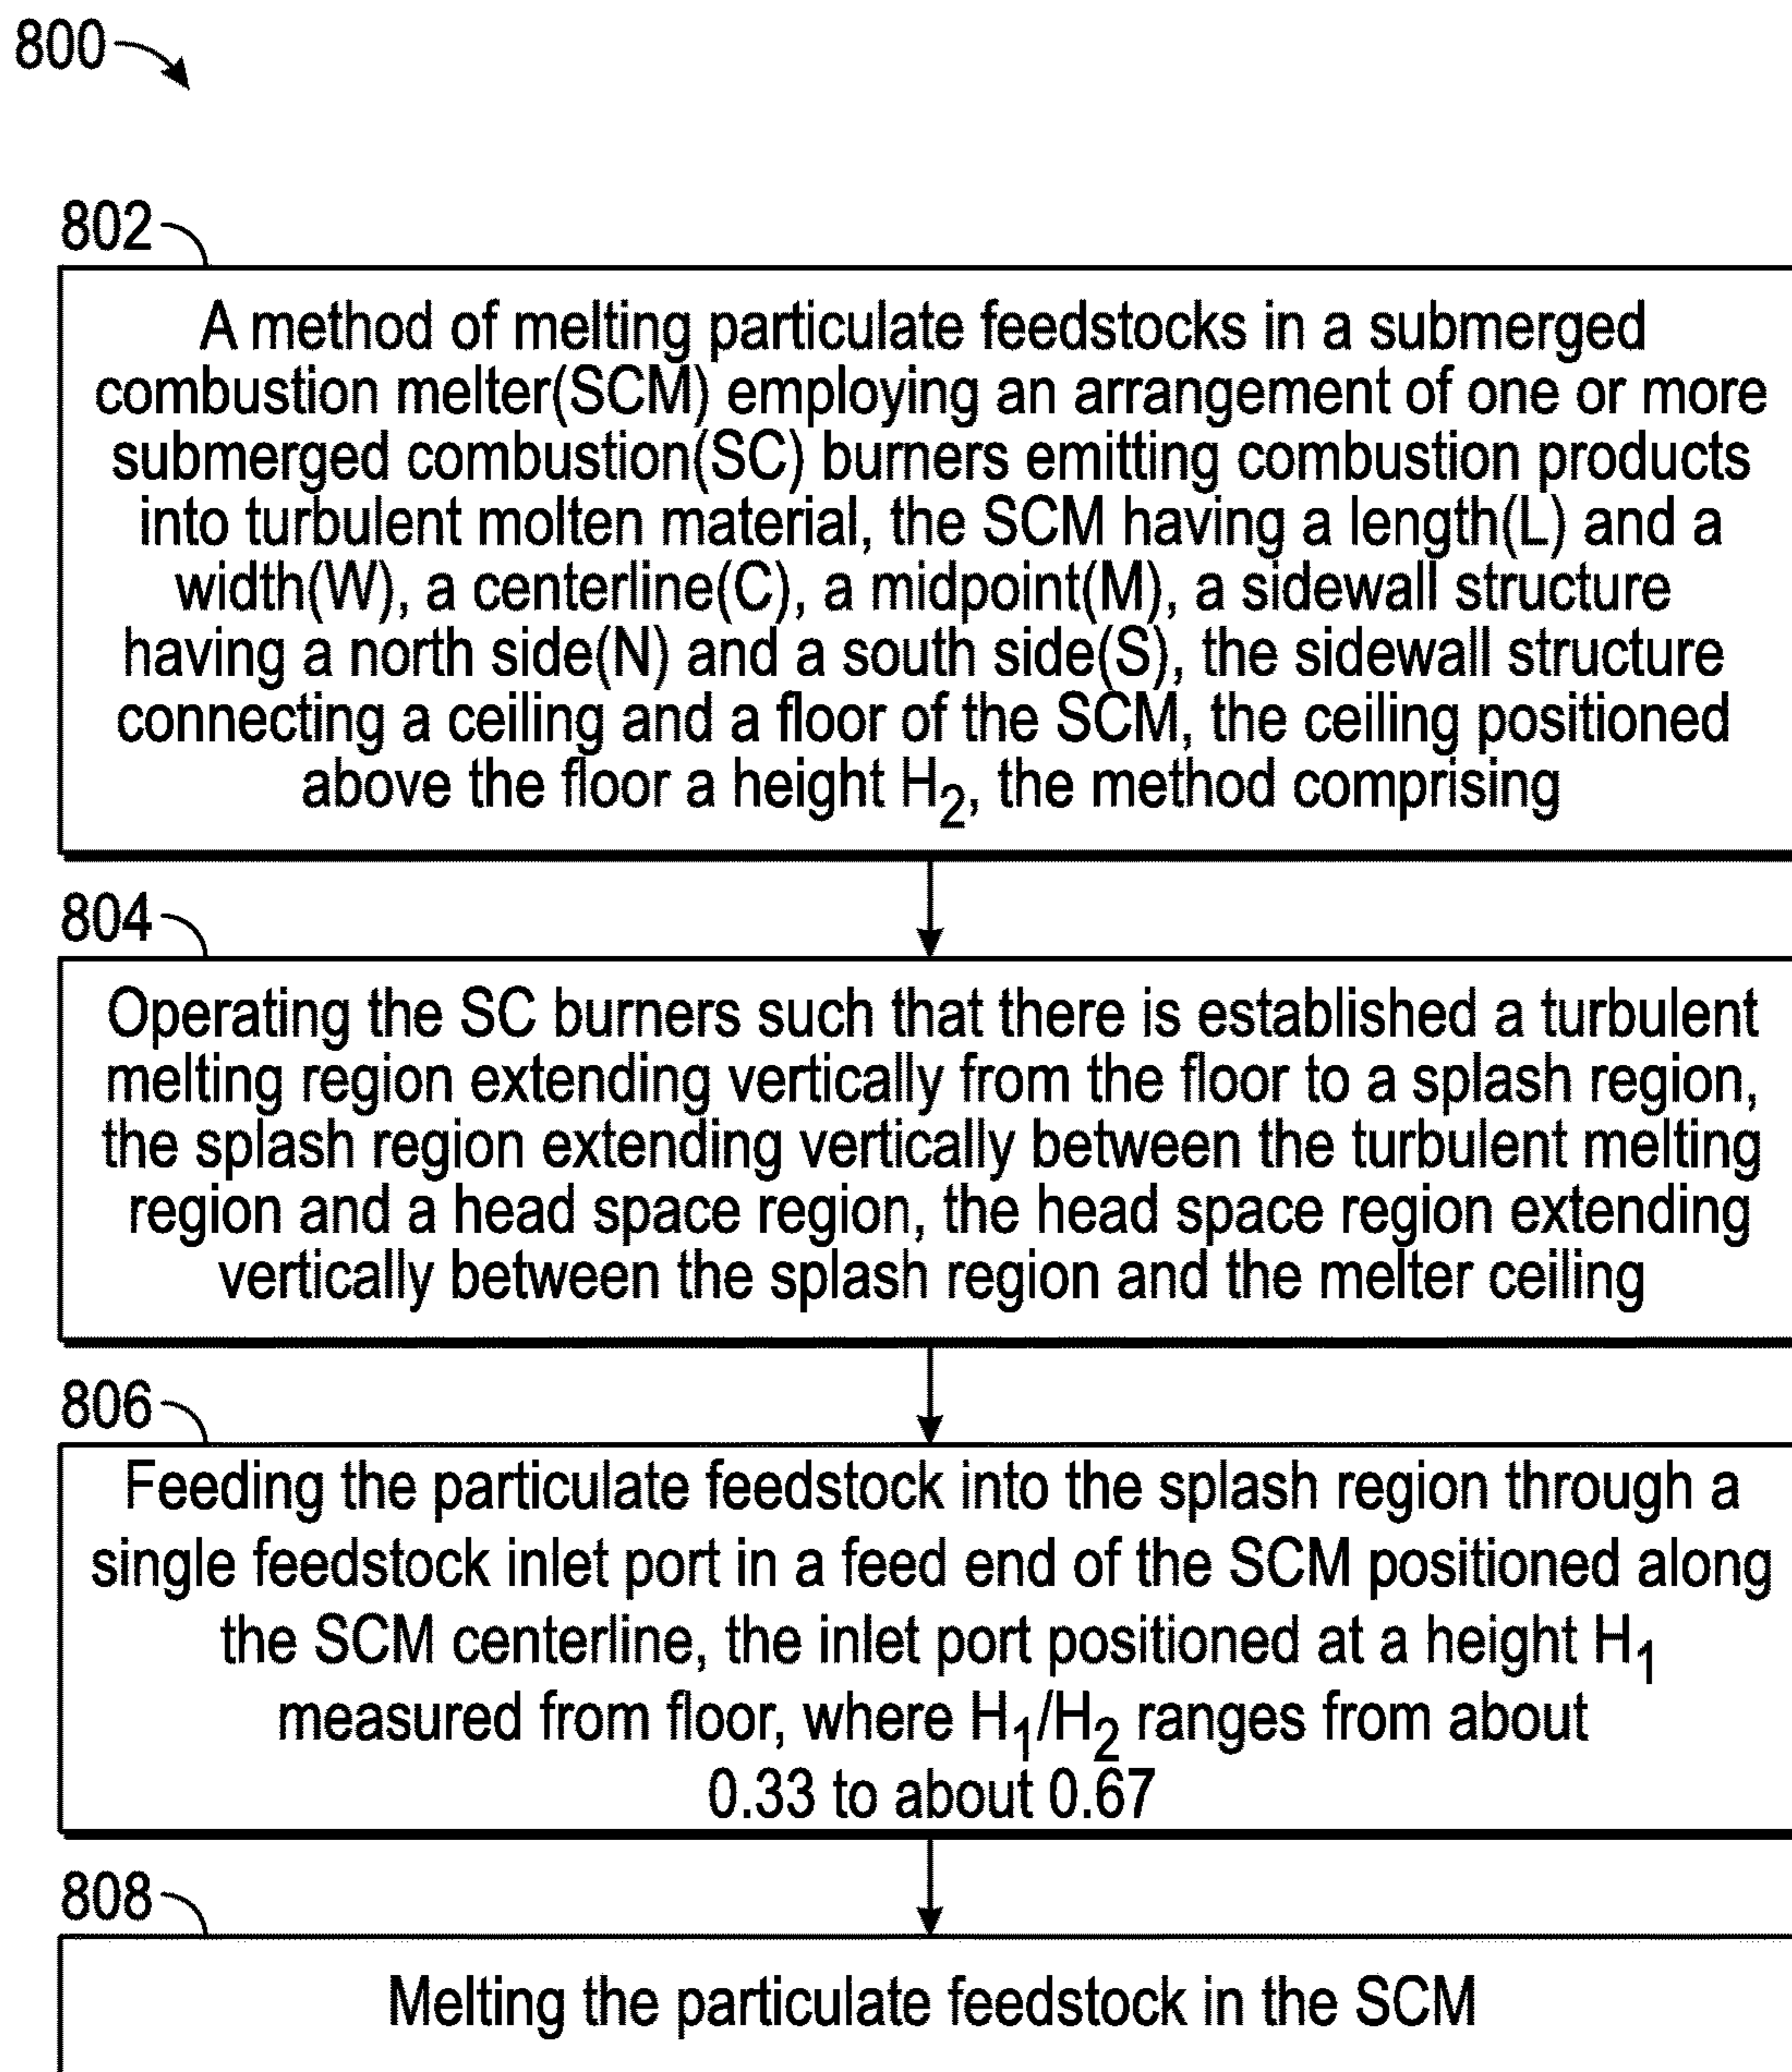 800
802
A method of melting particulate feedstocks in a submerged
combustion melter(SCM) employing an arrangement of one or more
submerged combustion(SC) burners emitting combustion products
into turbulent molten material, the SCM having a length(L) and a
width(W), a centerline(C), a midpoint(M), a sidewall structure
having a north side(N) and a south side(S), the sidewall structure
connecting a ceiling and a floor of the SCM, the ceiling positioned
above the floor a height H₂, the method comprising
804
Operating the SC burners such that there is established a turbulent
melting region extending vertically from the floor to a splash region,
the splash region extending vertically between the turbulent melting
region and a head space region, the head space region extending
vertically between the splash region and the melter ceiling
806
Feeding the particulate feedstock into the splash region through a
single feedstock inlet port in a feed end of the SCM positioned along
the SCM centerline, the inlet port positioned at a height H₁
measured from floor, where H₁/H₂ ranges from about
0.33 to about 0.67
808
Melting the particulate feedstock in the SCM